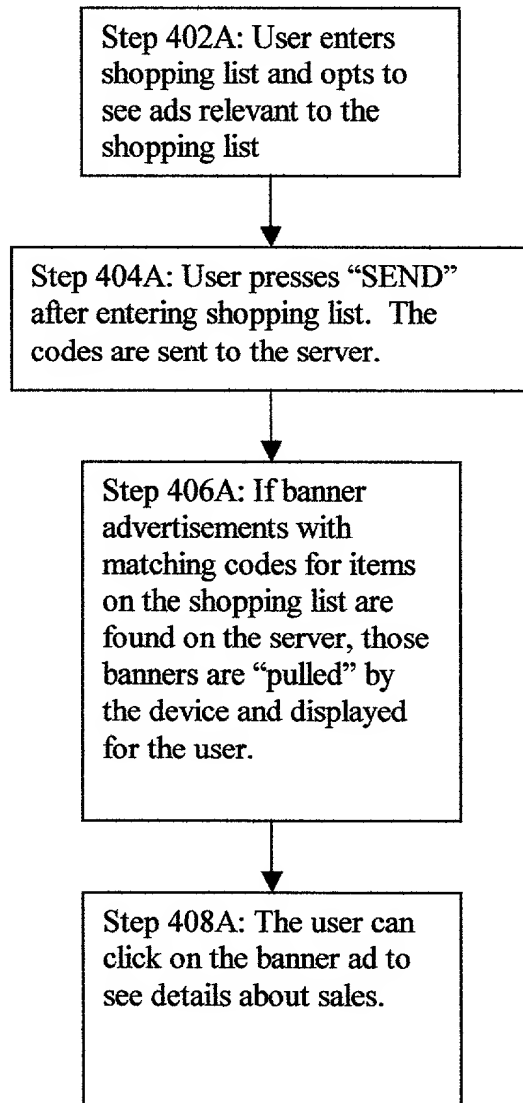 Step 402A: User enters
shopping list and opts to
see ads relevant to the
shopping list
Step 404A: User presses “SEND”
after entering shopping list.  The
codes are sent to the server.
Step 406A: If banner
advertisements with
matching codes for items
on the shopping list are
found on the server, those
banners are “pulled” by
the device and displayed
for the user.
Step 408A: The user can
click on the banner ad to
see details about sales.